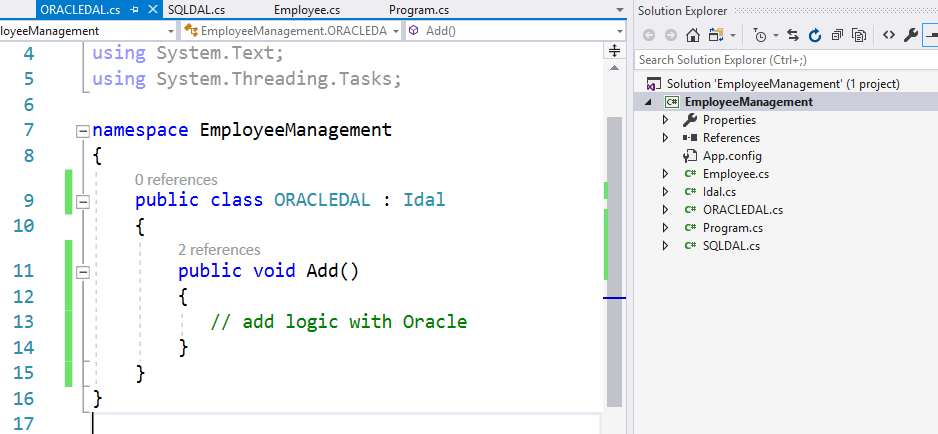 ORACLEDAL.cs SQLDAL.cs Employee.cs Program.cs
loyeeManagement EmployeeManagement.ORACLEDA Add()
4 using System.Text;
5 using System.Threading.Tasks;
6
7 namespace EmployeeManagement
8 {
0 references
9 public class ORACLEDAL : Idal
10 {
2 references
11 public void Add()
12 {
13 // add logic with Oracle
14 }
15 }
16 }
17
Solution Explorer
Search Solution Explorer (Ctrl+;)
Solution 'EmployeeManagement' (1 project)
C# EmployeeManagement
Properties
References
App.config
C# Employee.cs
C# Idal.cs
C# ORACLEDAL.cs
C# Program.cs
C# SQLDAL.cs